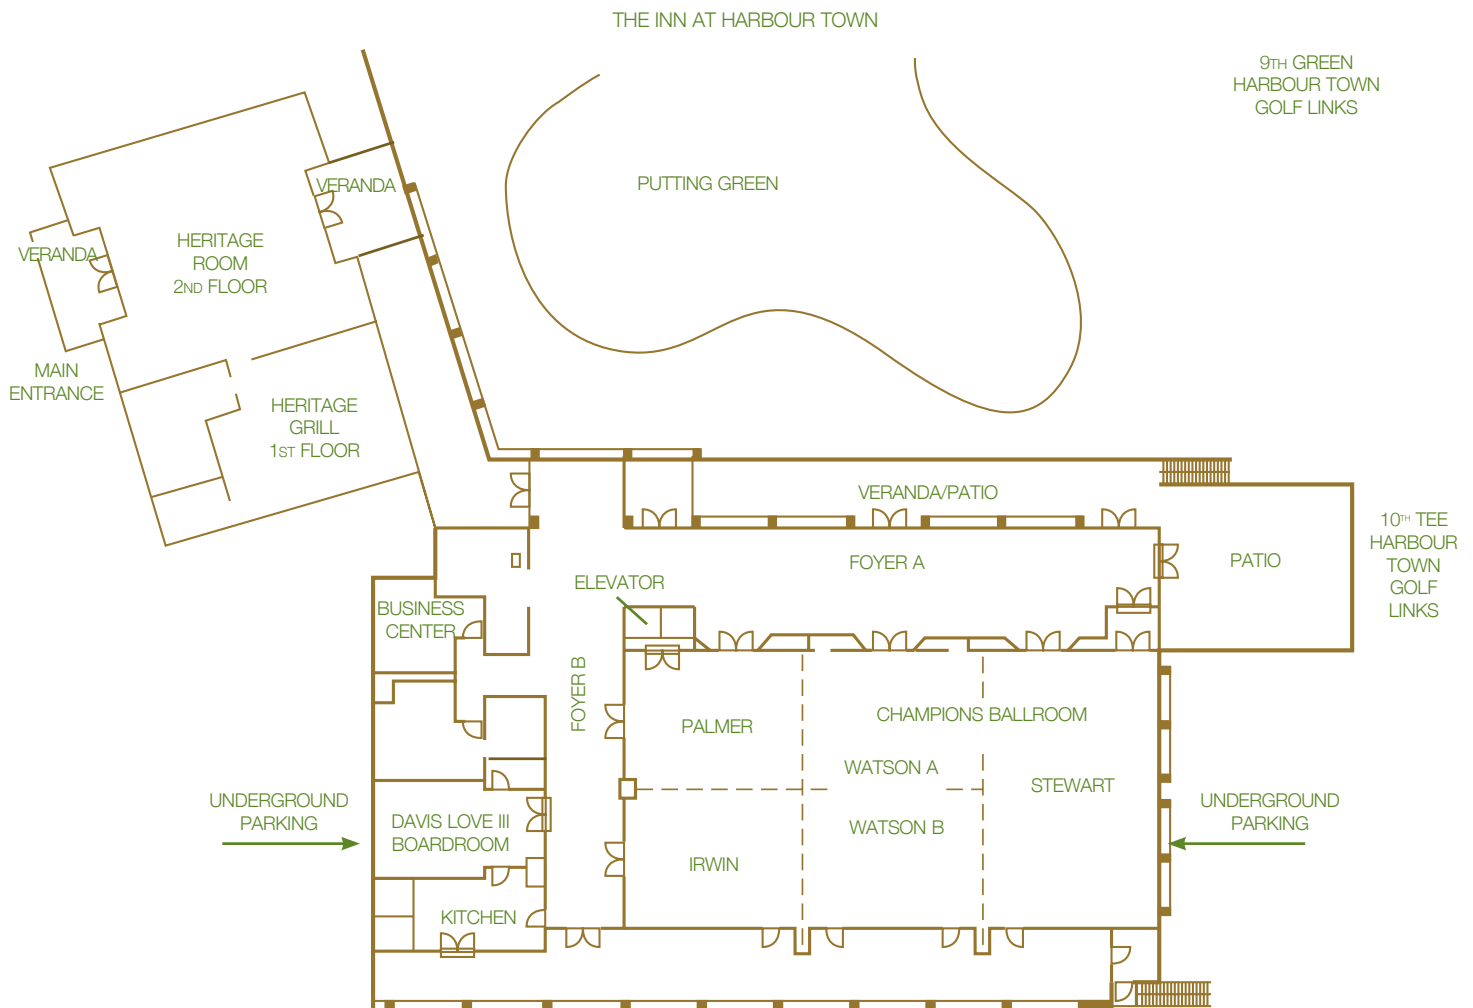 THE INN AT HARBOUR TOWN
9TH GREEN
HARBOUR TOWN
GOLF LINKS
PUTTING GREEN
VERANDA
VERANDA
HERITAGE
ROOM
2ND FLOOR
MAIN
ENTRANCE
HERITAGE
GRILL
1ST FLOOR
VERANDA/PATIO
10TH TEE
HARBOUR
TOWN
GOLF
LINKS
FOYER A
PATIO
ELEVATOR
BUSINESS
CENTER
FOYER B
PALMER
CHAMPIONS BALLROOM
WATSON A
STEWART
UNDERGROUND
PARKING
DAVIS LOVE III
BOARDROOM
WATSON B
UNDERGROUND
PARKING
IRWIN
KITCHEN